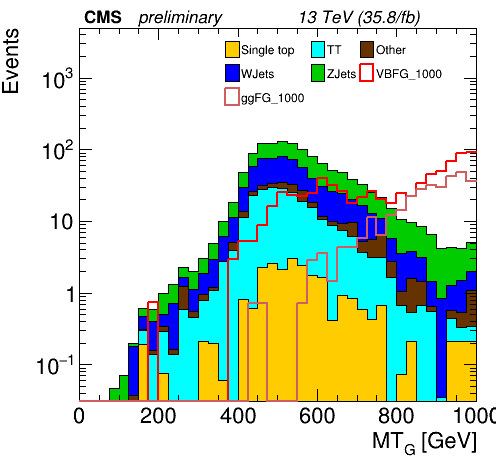 CMS preliminary 13 TeV (35.8/fb)
Events
Single top TT Other
WJets ZJets VBFG_1000
ggFG_1000
10³
10²
10
1
10⁻¹
0 200 400 600 800 1000
MT_G [GeV]